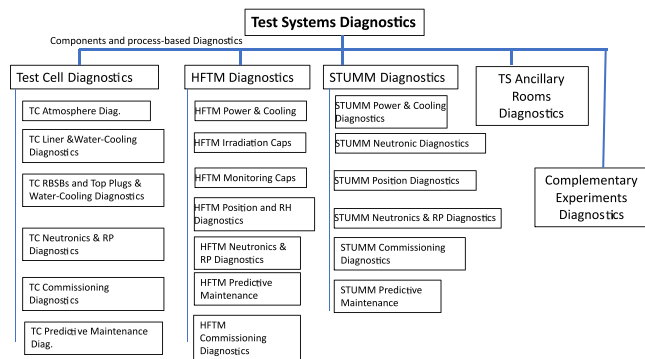 Test Systems Diagnostics
Components and process-based Diagnostics
Test Cell Diagnostics
TC Atmosphere Diag.
TC Liner &Water-Cooling
Diagnostics
TC RBSBs and Top Plugs &
Water-Cooling Diagnostics
TC Neutronics & RP
Diagnostics
TC Commissioning
Diagnostics
TC Predictive Maintenance
Diag.
HFTM Diagnostics
HFTM Power & Cooling
HFTM Irradiation Caps
HFTM Monitoring Caps
HFTM Position and RH
Diagnostics
HFTM Neutronics &
RP Diagnostics
HFTM Predictive
Maintenance
HFTM
Commissioning
Diagnostics
STUMM Diagnostics
STUMM Power & Cooling
Diagnostics
STUMM Neutronic Diagnostics
STUMM Position Diagnostics
STUMM Neutronics & RP Diagnostics
STUMM Commissioning
Diagnostics
STUMM Predictive
Maintenance
TS Ancillary
Rooms
Diagnostics
Complementary
Experiments
Diagnostics